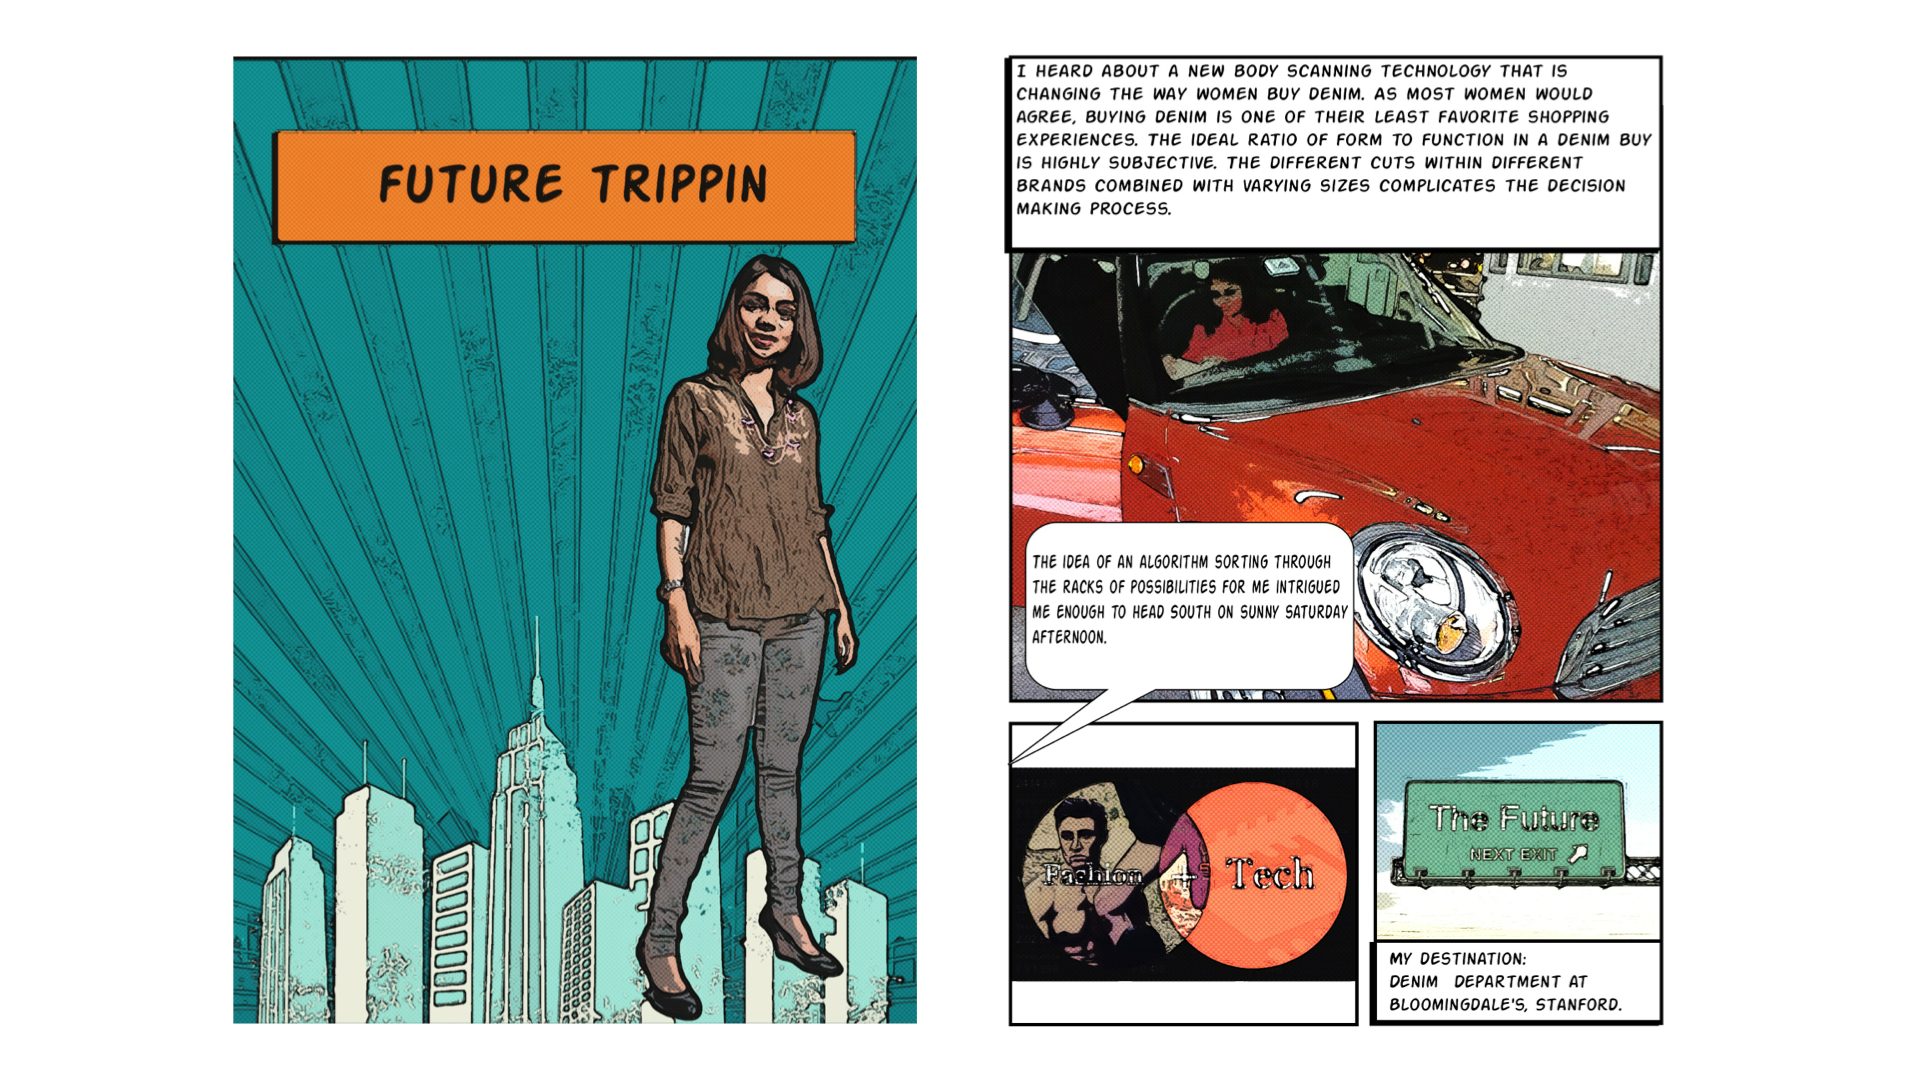 FUTURE TRIPPIN
I HEARD ABOUT A NEW BODY SCANNING TECHNOLOGY THAT IS
CHANGING THE WAY WOMEN BUY DENIM. AS MOST WOMEN WOULD
AGREE, BUYING DENIM IS ONE OF THEIR LEAST FAVORITE SHOPPING
EXPERIENCES. THE IDEAL RATIO OF FORM TO FUNCTION IN A DENIM BUY
IS HIGHLY SUBJECTIVE. THE DIFFERENT CUTS WITHIN DIFFERENT
BRANDS COMBINED WITH VARYING SIZES COMPLICATES THE DECISION
MAKING PROCESS.
THE IDEA OF AN ALGORITHM SORTING THROUGH
THE RACKS OF POSSIBILITIES FOR ME INTRIGUED
ME ENOUGH TO HEAD SOUTH ON SUNNY SATURDAY
AFTERNOON.
Fashion + Tech
The Future
NEXT EXIT
MY DESTINATION:
DENIM DEPARTMENT AT
BLOOMINGDALE'S, STANFORD.